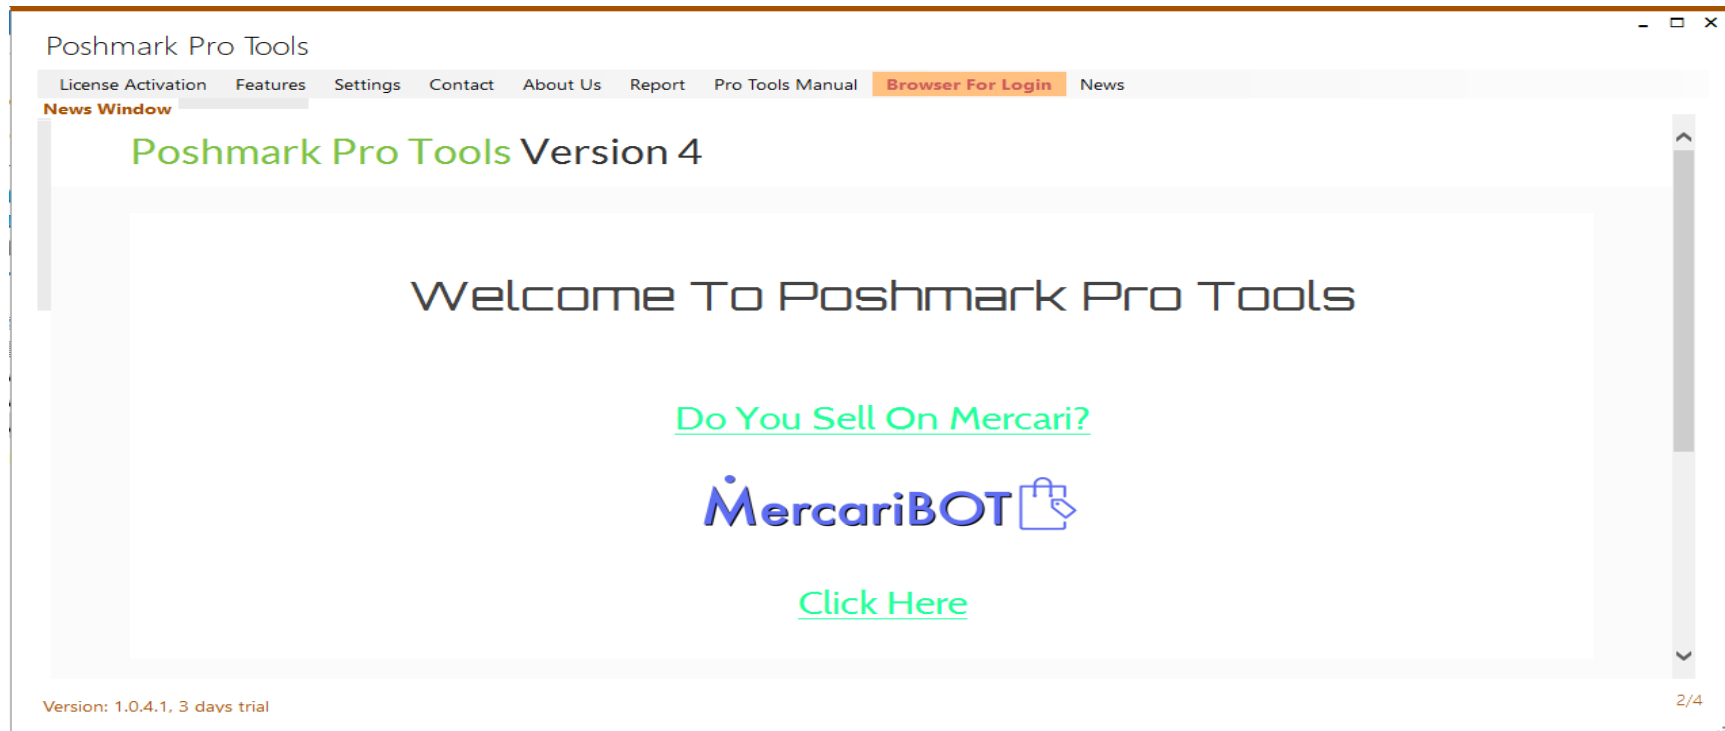 Poshmark Pro Tools
License Activation Features Settings Contact About Us Report Pro Tools Manual Browser For Login News
News Window
Poshmark Pro Tools Version 4
Welcome To Poshmark Pro Tools
Do You Sell On Mercari?
MercariBOT
Click Here
Version: 1.0.4.1, 3 days trial 2/4